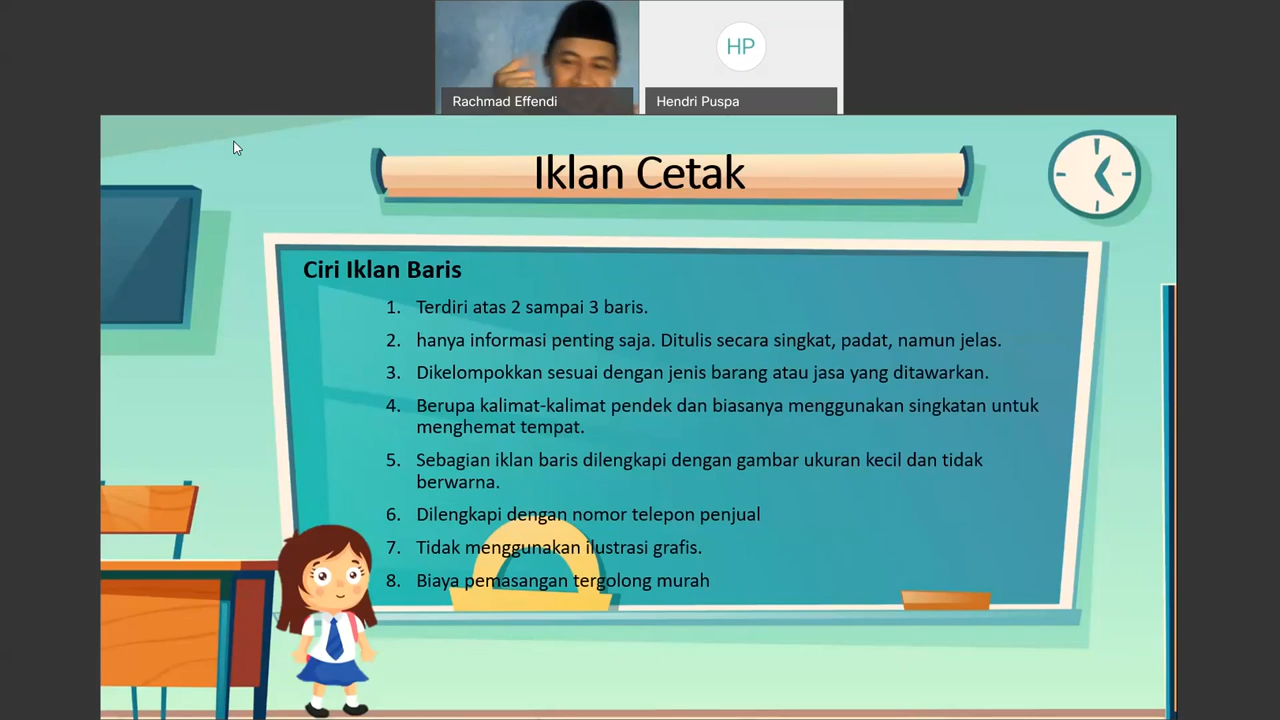 HP
Rachmad Effendi
Hendri Puspa
Iklan Cetak
Ciri Iklan Baris
1. Terdiri atas 2 sampai 3 baris.
2. hanya informasi penting saja. Ditulis secara singkat, padat, namun jelas.
3. Dikelompokkan sesuai dengan jenis barang atau jasa yang ditawarkan.
4. Berupa kalimat-kalimat pendek dan biasanya menggunakan singkatan untuk
menghemat tempat.
5. Sebagian iklan baris dilengkapi dengan gambar ukuran kecil dan tidak
berwarna.
6. Dilengkapi dengan nomor telepon penjual
7. Tidak menggunakan ilustrasi grafis.
8. Biaya pemasangan tergolong murah